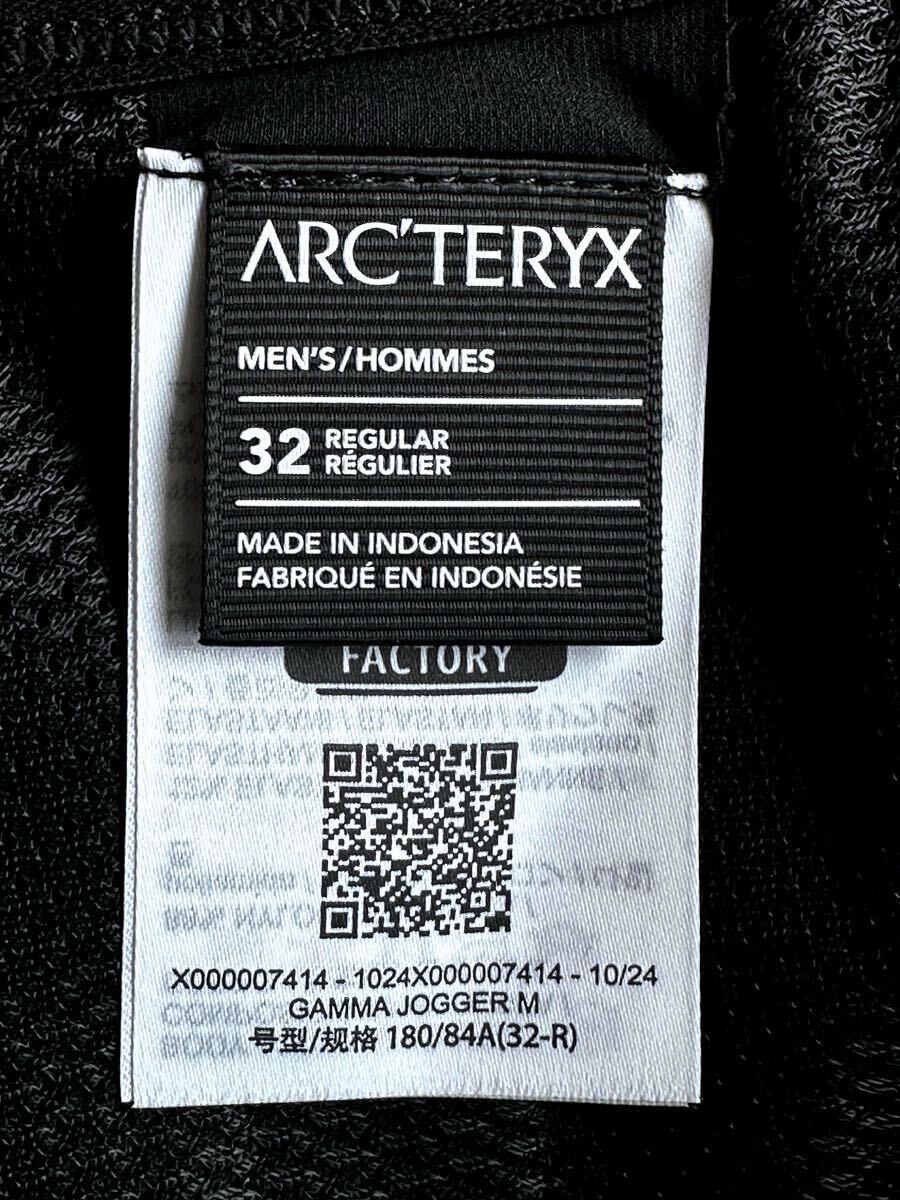 ARC'TERYX
MEN'S/HOMMES
32 REGULAR
RÉGULIER
MADE IN INDONESIA
FABRIQUÉ EN INDONÉSIE
FACTORY
X000007414 - 1024X000007414 - 10/24
GAMMA JOGGER M
号型/规格 180/84A(32-R)